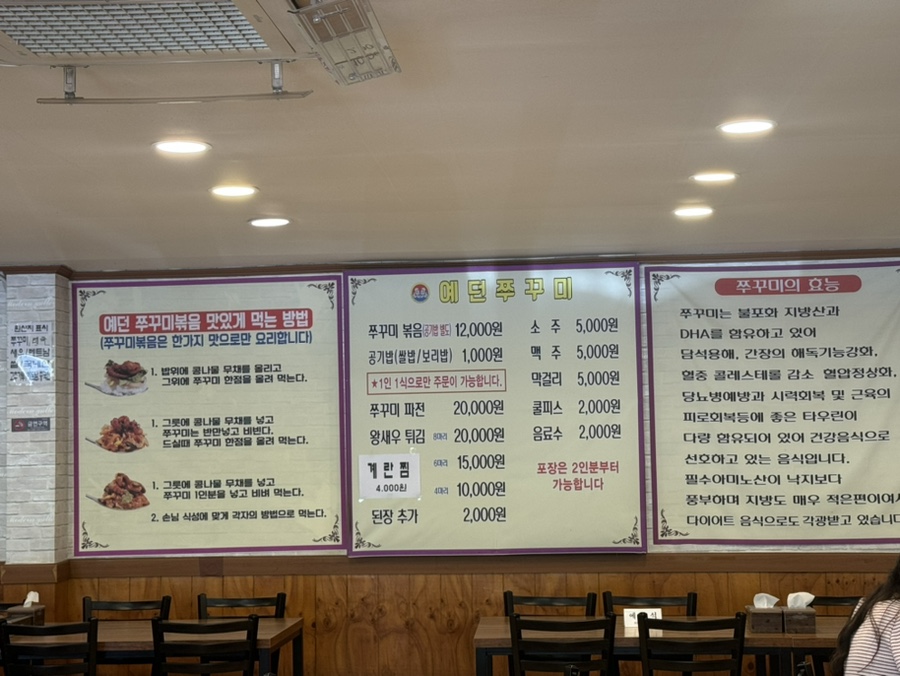 원산지 표시
예던 쭈꾸미볶음 맛있게 먹는 방법
(쭈꾸미볶음은 한가지 맛으로만 요리합니다)
1. 밥위에 콩나물 무채를 올리고
그위에 쭈꾸미 한점을 올려 먹는다.
1. 그릇에 콩나물 무채를 넣고
쭈꾸미는 반만넣고 비빈다.
드실때 쭈꾸미 한점을 올려 먹는다.
1. 그릇에 콩나물 무채를 넣고
쭈꾸미 1인분을 넣고 비벼 먹는다.
2. 손님 식성에 맞게 각자의 방법으로 먹는다.
예던쭈꾸미
쭈꾸미 볶음(공기밥 별도) 12,000원
공기밥(쌀밥/보리밥) 1,000원
★1인 1식으로만 주문이 가능합니다.
쭈꾸미 파전 20,000원
왕새우 튀김 8마리 20,000원
6마리 15,000원
계란찜
4,000원
4마리 10,000원
된장 추가 2,000원
소 주 5,000원
맥 주 5,000원
막걸리 5,000원
쿨피스 2,000원
음료수 2,000원
포장은 2인분부터
가능합니다
쭈꾸미의 효능
쭈꾸미는 불포화 지방산과
DHA를 함유하고 있어
담석용해, 간장의 해독기능강화,
혈중 콜레스테롤 감소 혈압정상화,
당뇨병예방과 시력회복 및 근육의
피로회복등에 좋은 타우린이
다량 함유되어 있어 건강음식으로
선호하고 있는 음식입니다.
필수아미노산이 낙지보다
풍부하며 지방도 매우 적은편이여서
다이어트 음식으로도 각광받고 있습니다